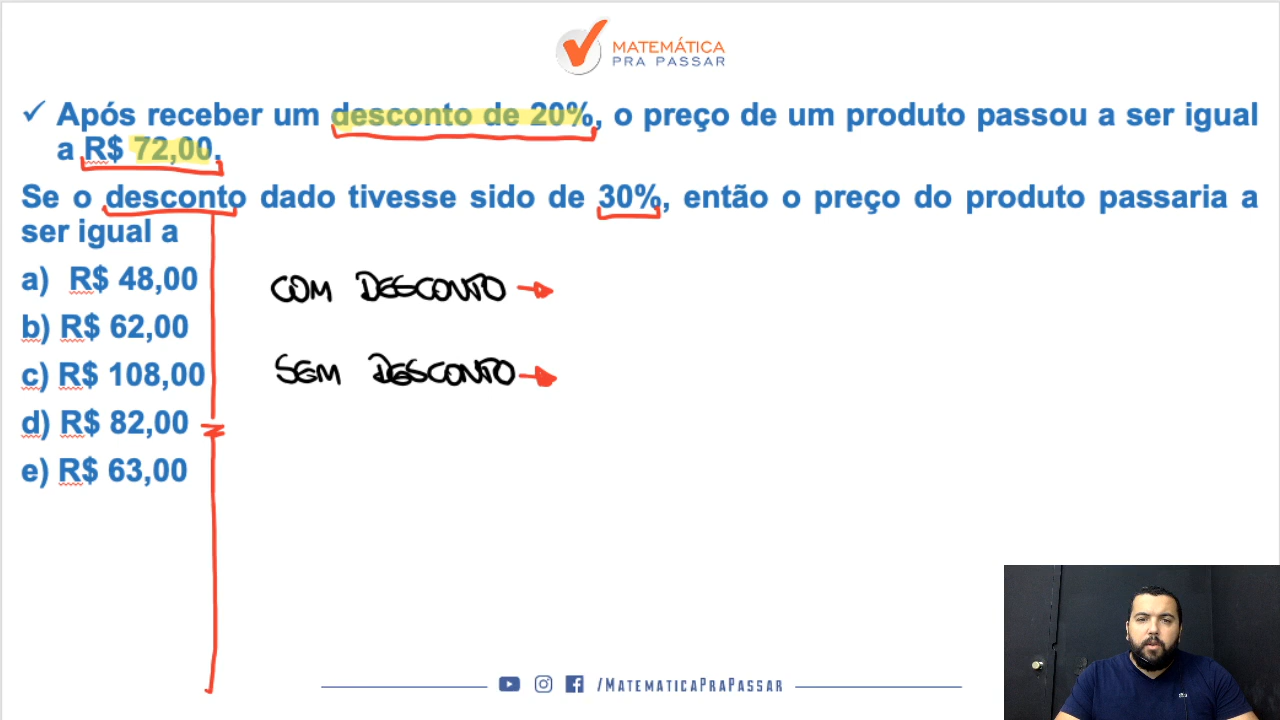 MATEMÁTICA
PRA PASSAR
✓ Após receber um desconto de 20%, o preço de um produto passou a ser igual
a R$ 72,00.
Se o desconto dado tivesse sido de 30%, então o preço do produto passaria a
ser igual a
a) R$ 48,00
b) R$ 62,00
c) R$ 108,00
d) R$ 82,00
e) R$ 63,00
COM DESCONTO →
SEM DESCONTO →
/MATEMATICAPRAPASSAR